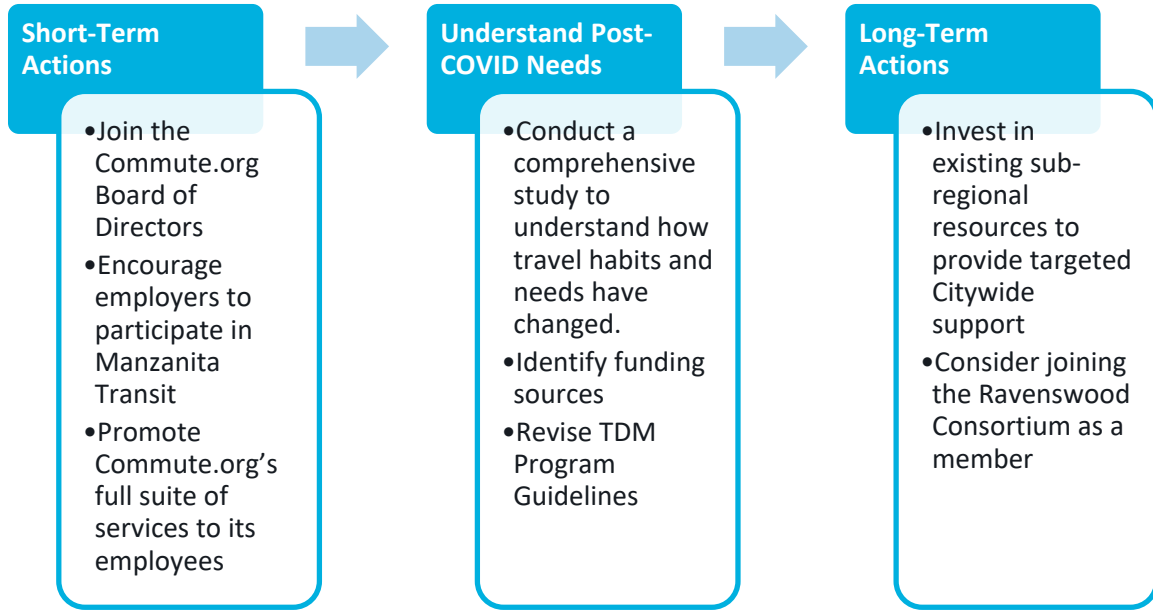 Short-Term
Actions
•Join the
Commute.org
Board of
Directors
•Encourage
employers to
participate in
Manzanita
Transit
•Promote
Commute.org’s
full suite of
services to its
employees
Understand Post-
COVID Needs
•Conduct a
comprehensive
study to
understand how
travel habits and
needs have
changed.
•Identify funding
sources
•Revise TDM
Program
Guidelines
Long-Term
Actions
•Invest in
existing sub-
regional
resources to
provide targeted
Citywide
support
•Consider joining
the Ravenswood
Consortium as a
member